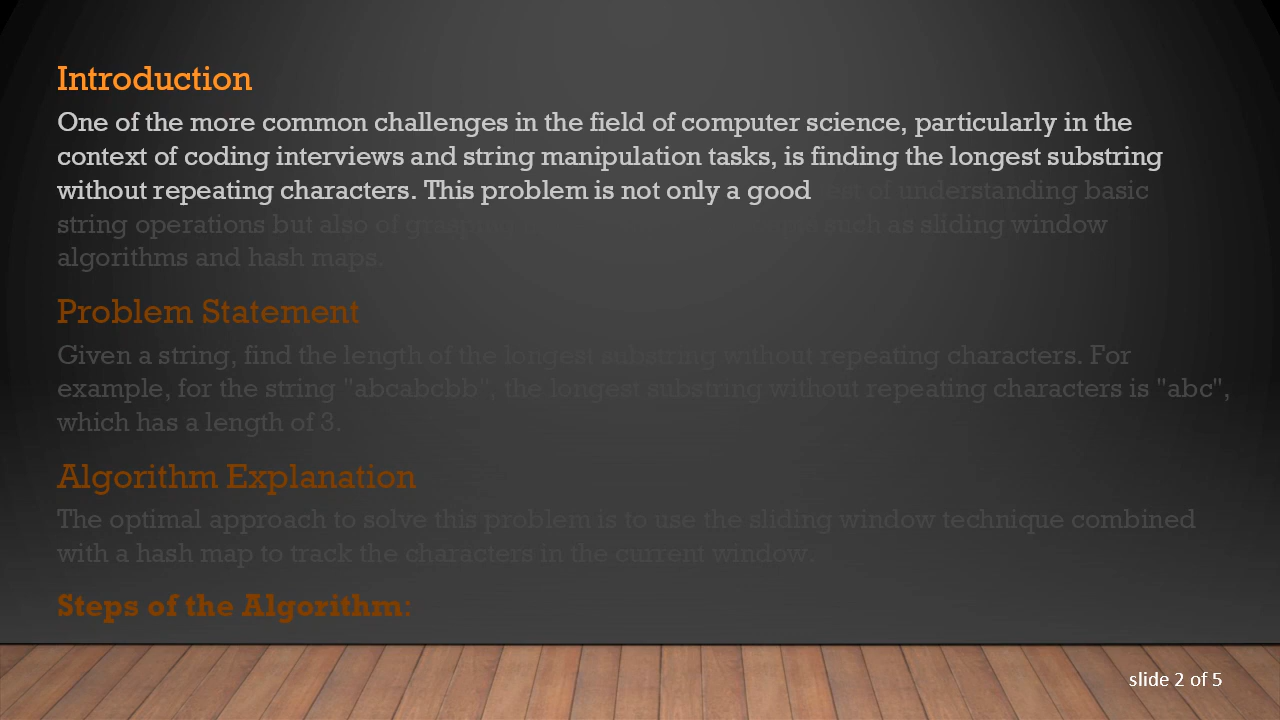 Introduction
One of the more common challenges in the field of computer science, particularly in the
context of coding interviews and string manipulation tasks, is finding the longest substring
without repeating characters. This problem is not only a good of understanding basic
string operations but also of such as sliding window
algorithms and hash maps.
Problem Statement
Given a string, find the length of the longest substring without repeating characters. For
example, for the string "abcabcbb", the longest substring without repeating characters is "abc",
which has a length of 3.
Algorithm Explanation
The optimal approach to solve this problem is to use the sliding window technique combined
with a hash map to track the characters in the current window.
Steps of the Algorithm:
slide 2 of 5